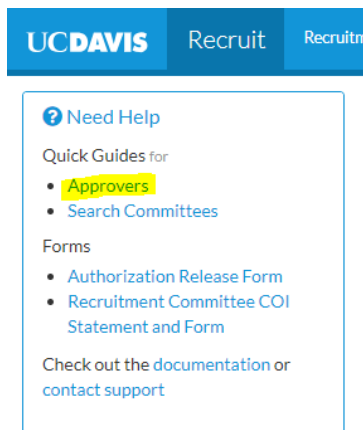 UCDAVIS Recruit
Need Help
Quick Guides for
Approvers
Search Committees
Forms
Authorization Release Form
Recruitment Committee COI
Statement and Form
Check out the documentation or
contact support